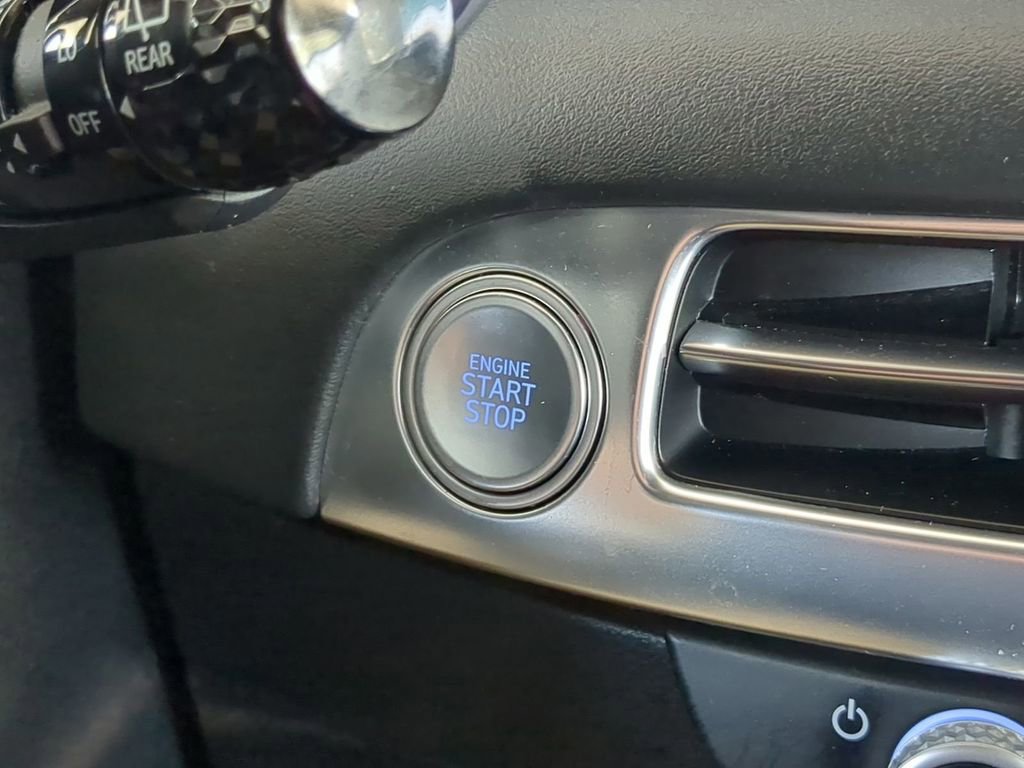 LO
REAR
OFF
ENGINE
START
STOP